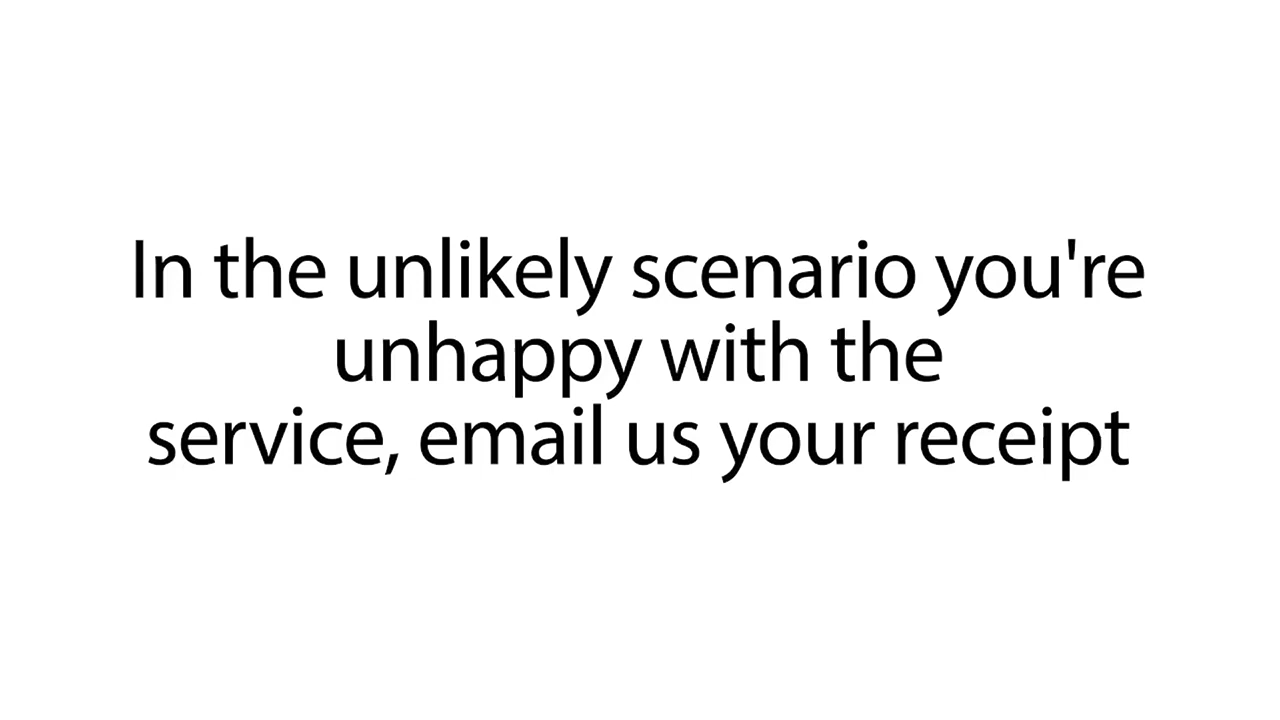 In the unlikely scenario you're
unhappy with the
service, email us your receipt